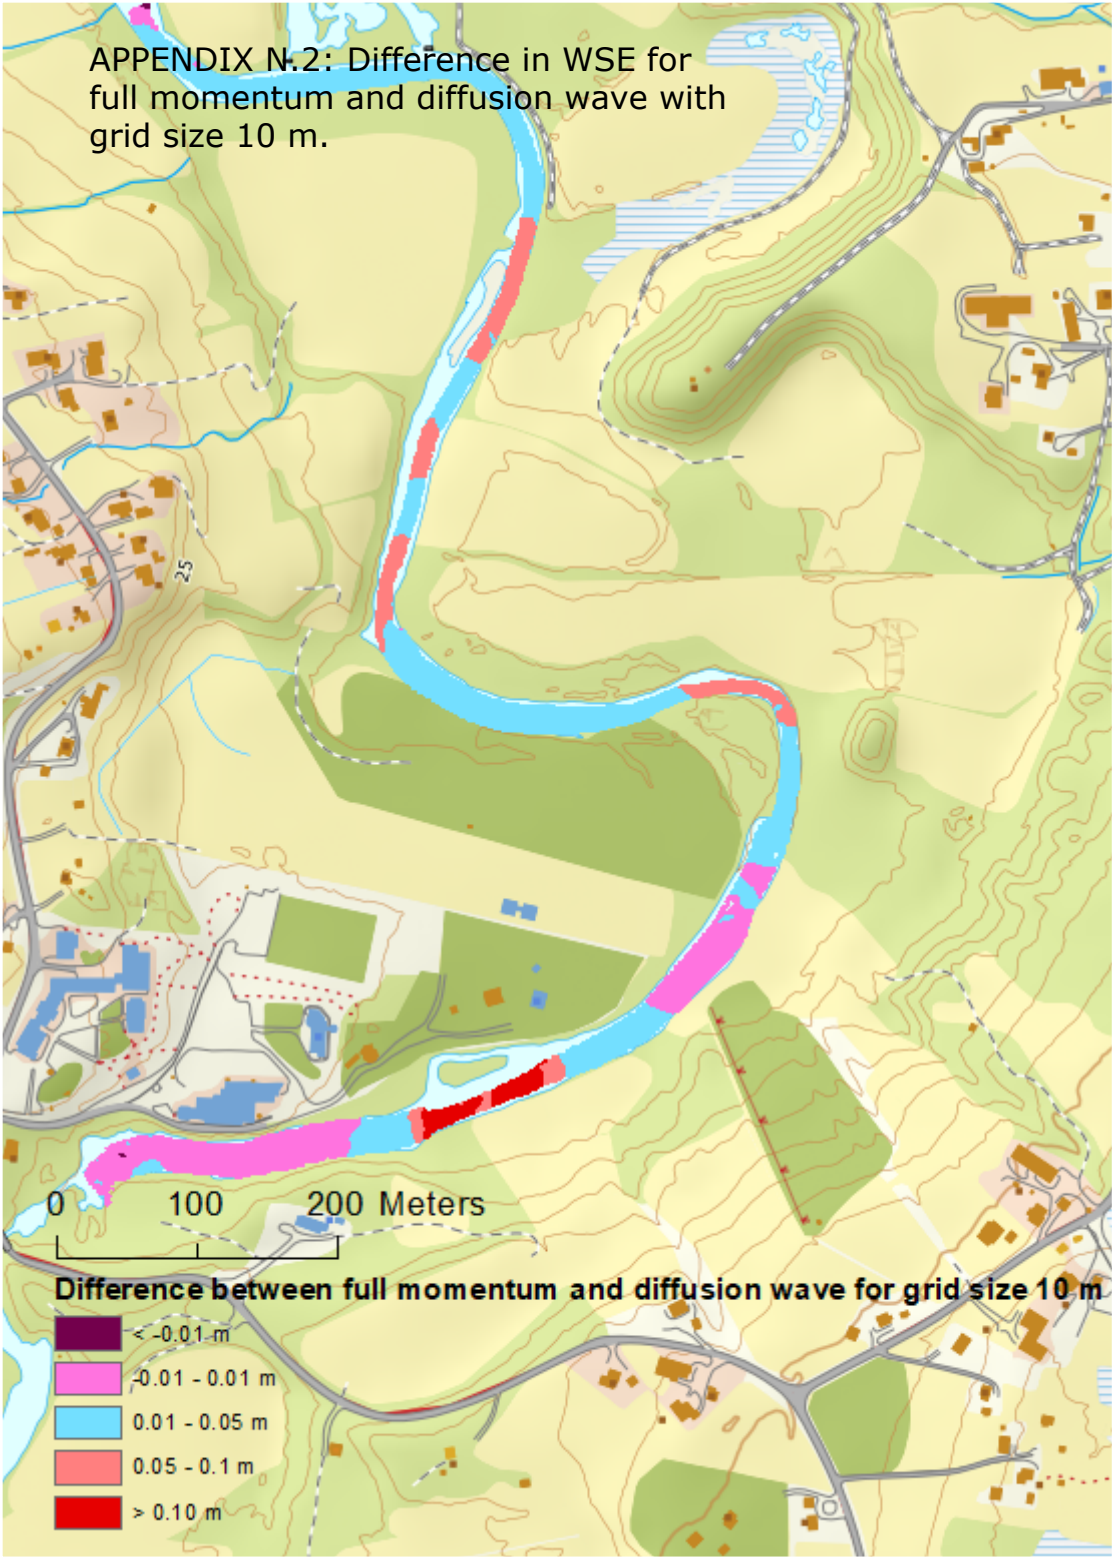 APPENDIX N.2: Difference in WSE for
full momentum and diffusion wave with
grid size 10 m.
25
0 100 200 Meters
Difference between full momentum and diffusion wave for grid size 10 m
< -0.01 m
-0.01 - 0.01 m
0.01 - 0.05 m
0.05 - 0.1 m
> 0.10 m